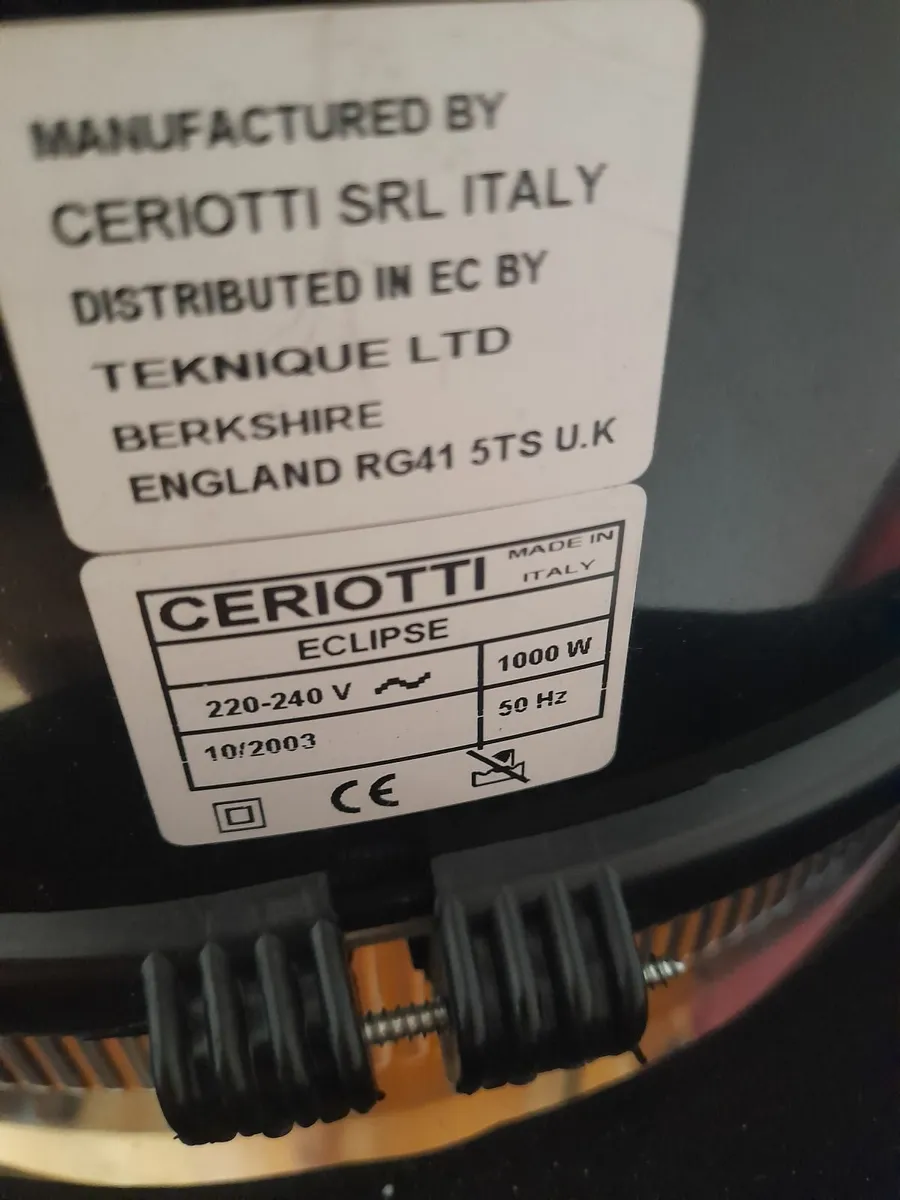 MANUFACTURED BY
CERIOTTI SRL ITALY
DISTRIBUTED IN EC BY
TEKNIQUE LTD
BERKSHIRE
ENGLAND RG41 5TS U.K
CERIOTTI MADE IN ITALY
ECLIPSE
220-240 V 1000 W
10/2003 50 Hz
CE